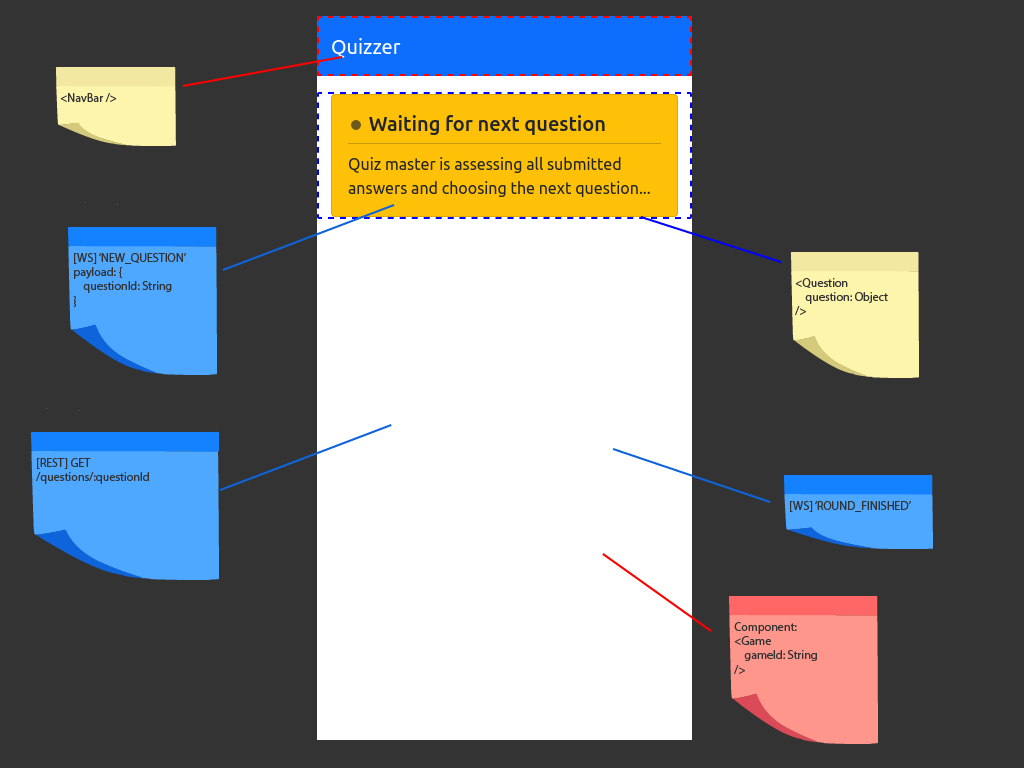 Quizzer
<NavBar />
Waiting for next question
Quiz master is assessing all submitted
answers and choosing the next question...
[WS] ‘NEW_QUESTION’
payload: {
questionId: String
}
<Question
question: Object
/>
[REST] GET
/questions/:questionId
[WS] ‘ROUND_FINISHED’
Component:
<Game
gameId: String
/>